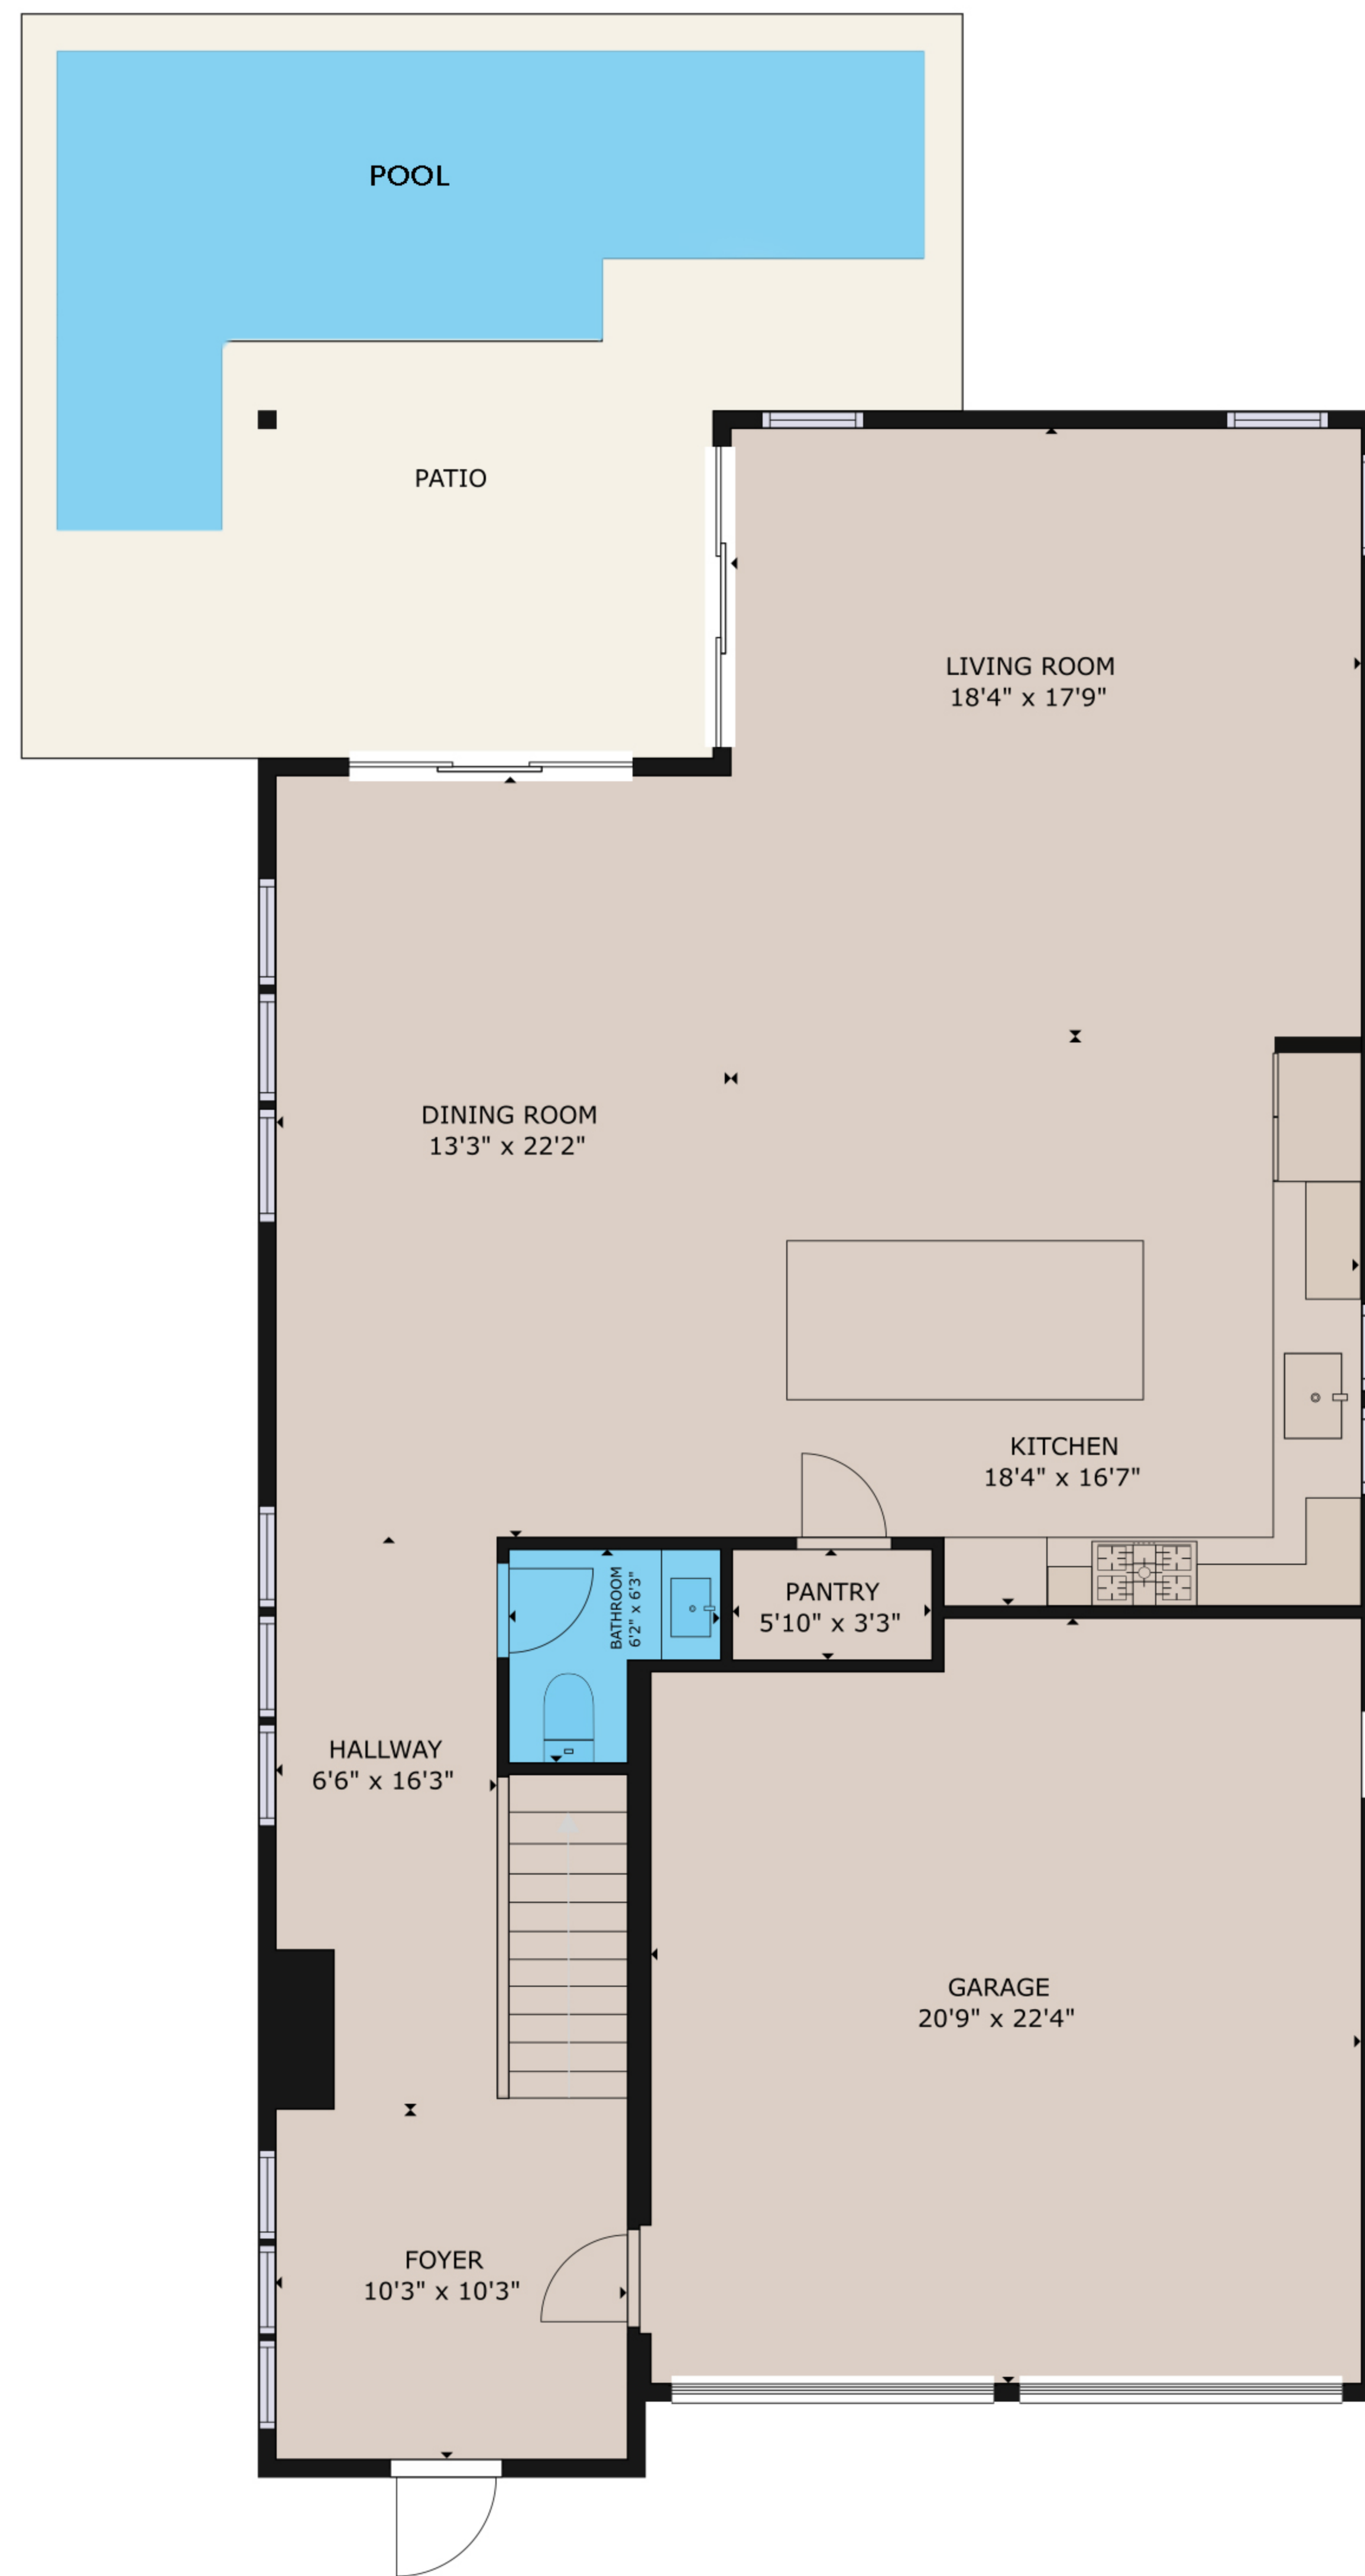 POOL
PATIO
LIVING ROOM
18'4" x 17'9"
DINING ROOM
13'3" x 22'2"
KITCHEN
18'4" x 16'7"
BATHROOM
6'2" x 6'3"
PANTRY
5'10" x 3'3"
HALLWAY
6'6" x 16'3"
GARAGE
20'9" x 22'4"
FOYER
10'3" x 10'3"